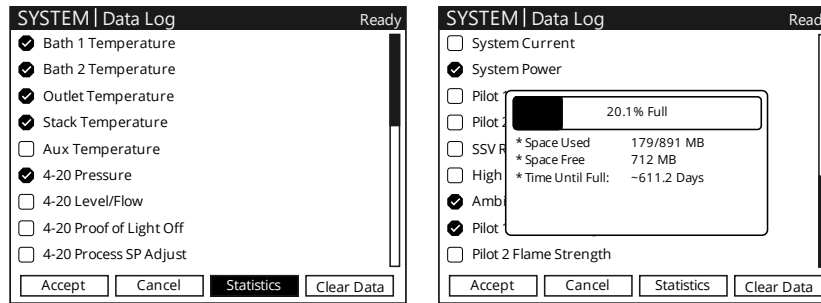 SYSTEM | Data Log Ready
Bath 1 Temperature
Bath 2 Temperature
Outlet Temperature
Stack Temperature
Aux Temperature
4-20 Pressure
4-20 Level/Flow
4-20 Proof of Light Off
4-20 Process SP Adjust
Accept Cancel Statistics Clear Data
SYSTEM | Data Log Read
System Current
System Power
Pilot
Pilot 2
SSV R
High
Ambi
Pilot
Pilot 2 Flame Strength
20.1% Full
* Space Used 179/891 MB
* Space Free 712 MB
* Time Until Full: ~611.2 Days
Accept Cancel Statistics Clear Data